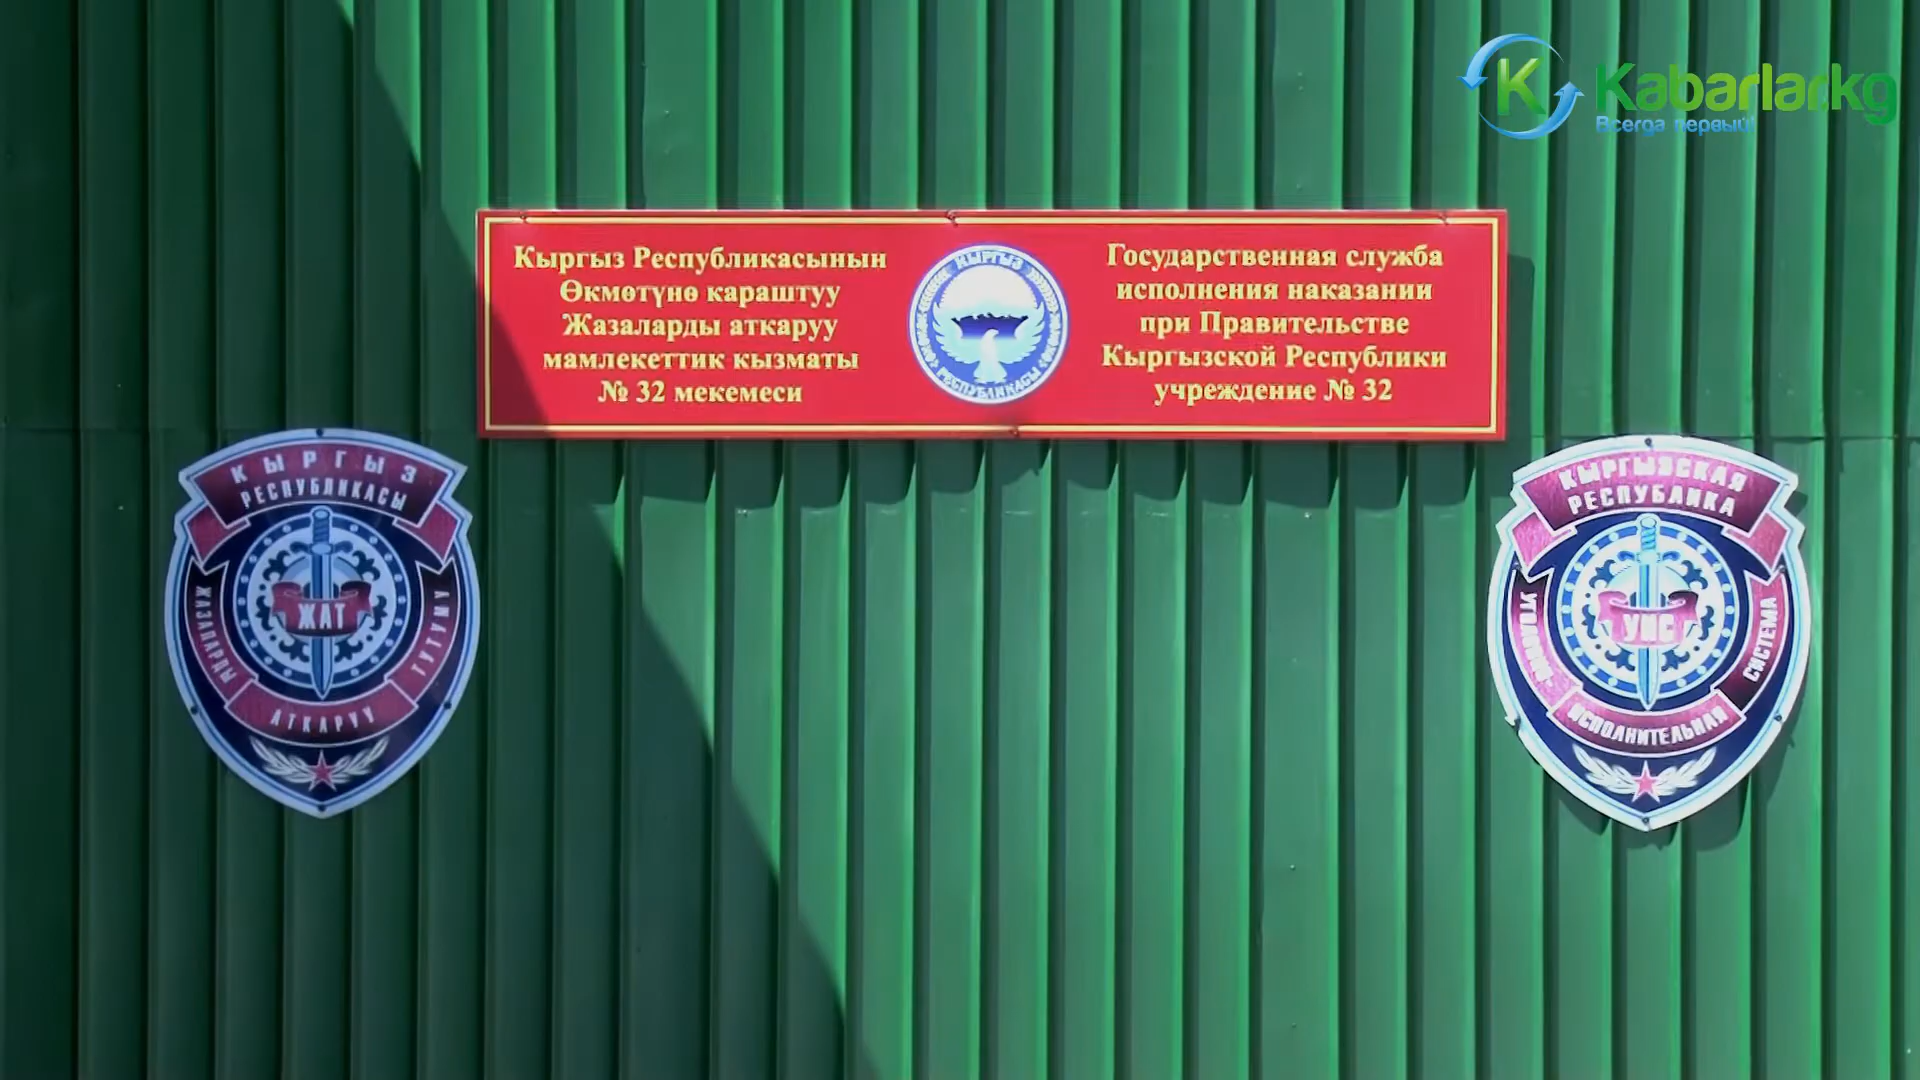 Kabarlar.kg
Всегда первый!
Кыргыз Республикасынын
Өкмөтүнө караштуу
Жазаларды аткаруу
мамлекеттик кызматы
№ 32 мекемеси
КЫРГЫЗ
РЕСПУБЛИКАСЫ
Государственная служба
исполнения наказании
при Правительстве
Кыргызской Республики
учреждение № 32
КЫРГЫЗ
РЕСПУБЛИКАСЫ
ЖАТ
ЖАЗАЛАРДЫ
АТКАРУУ
ТУТУМУ
КЫРГЫЗСКАЯ
РЕСПУБЛИКА
УИС
УГОЛОВНО-
ИСПОЛНИТЕЛЬНАЯ
СИСТЕМА